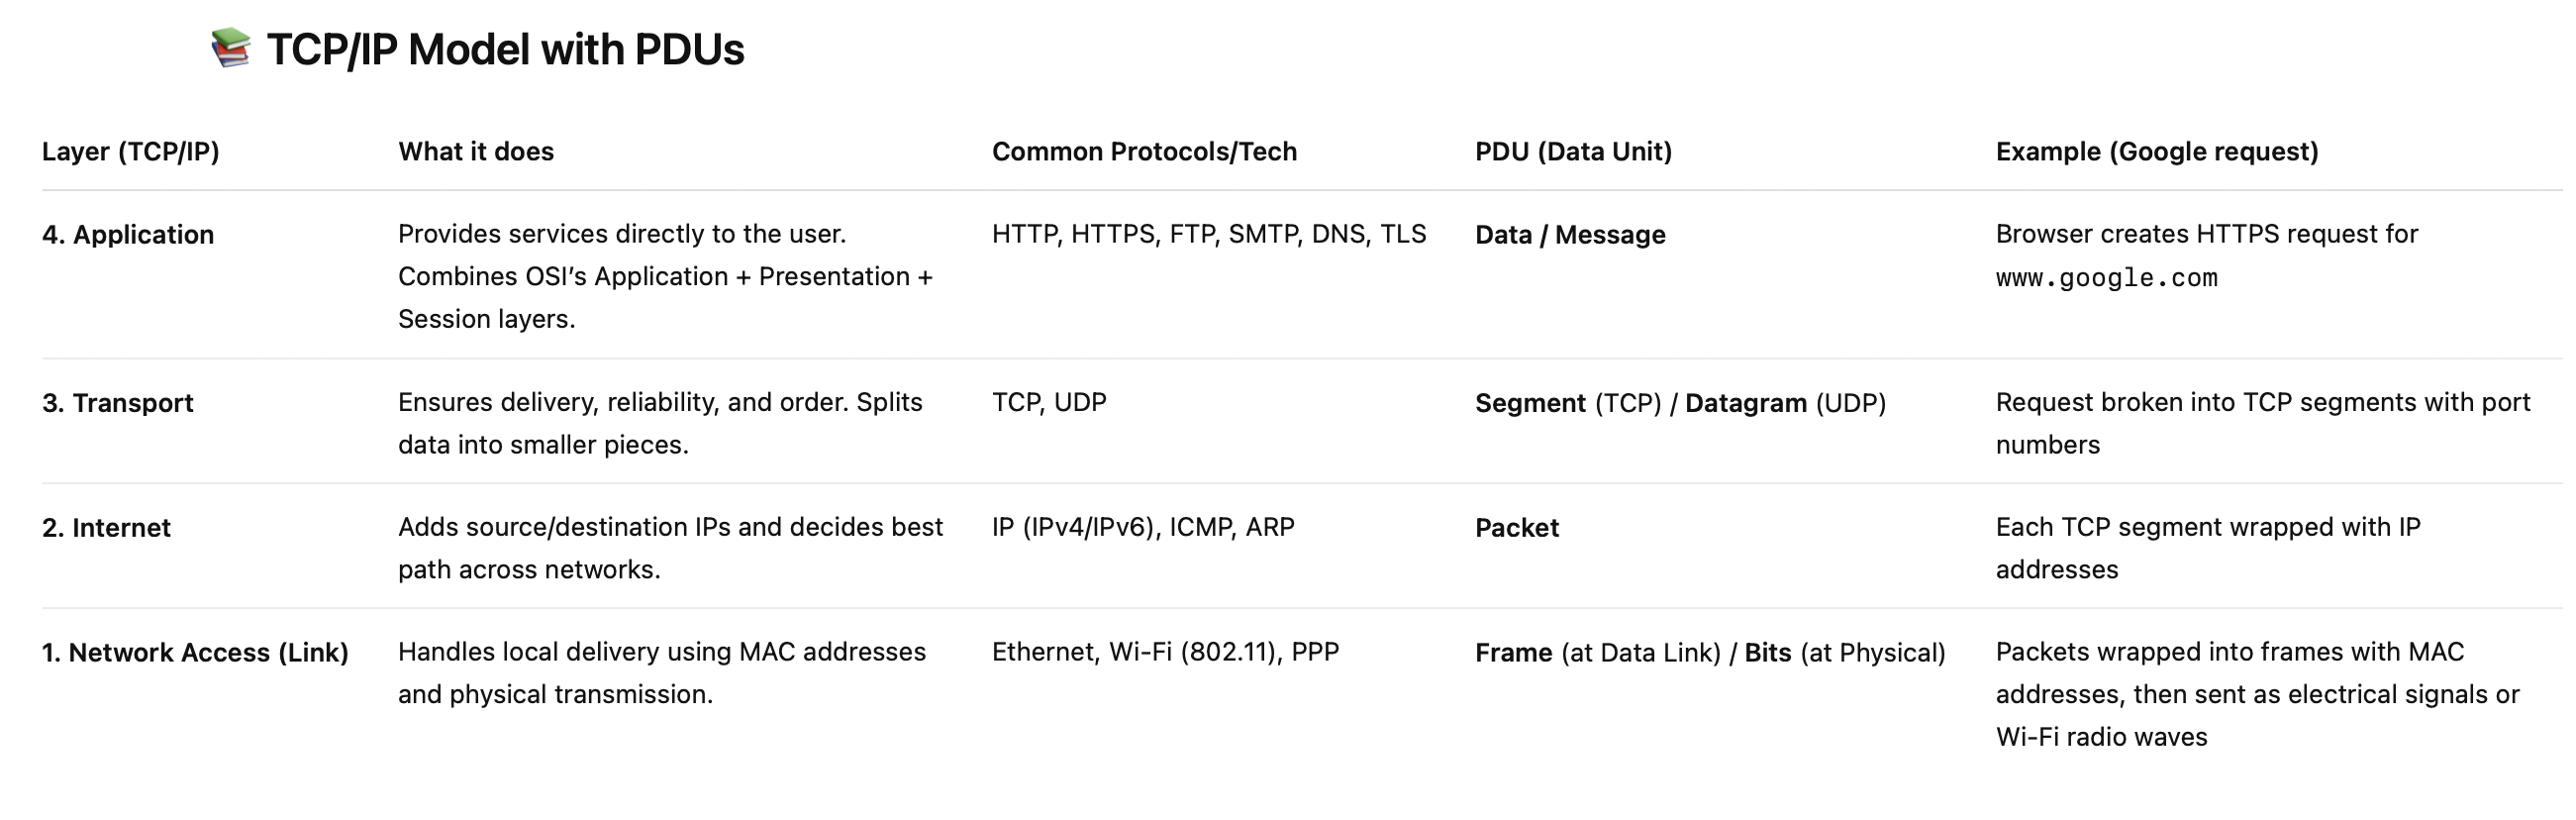 📚 TCP/IP Model with PDUs
Layer (TCP/IP) What it does Common Protocols/Tech PDU (Data Unit) Example (Google request)
4. Application Provides services directly to the user. HTTP, HTTPS, FTP, SMTP, DNS, TLS Data / Message Browser creates HTTPS request for
Combines OSI’s Application + Presentation + www.google.com
Session layers.
3. Transport Ensures delivery, reliability, and order. Splits TCP, UDP Segment (TCP) / Datagram (UDP) Request broken into TCP segments with port
data into smaller pieces. numbers
2. Internet Adds source/destination IPs and decides best IP (IPv4/IPv6), ICMP, ARP Packet Each TCP segment wrapped with IP
path across networks. addresses
1. Network Access (Link) Handles local delivery using MAC addresses Ethernet, Wi-Fi (802.11), PPP Frame (at Data Link) / Bits (at Physical) Packets wrapped into frames with MAC
and physical transmission. addresses, then sent as electrical signals or
Wi-Fi radio waves